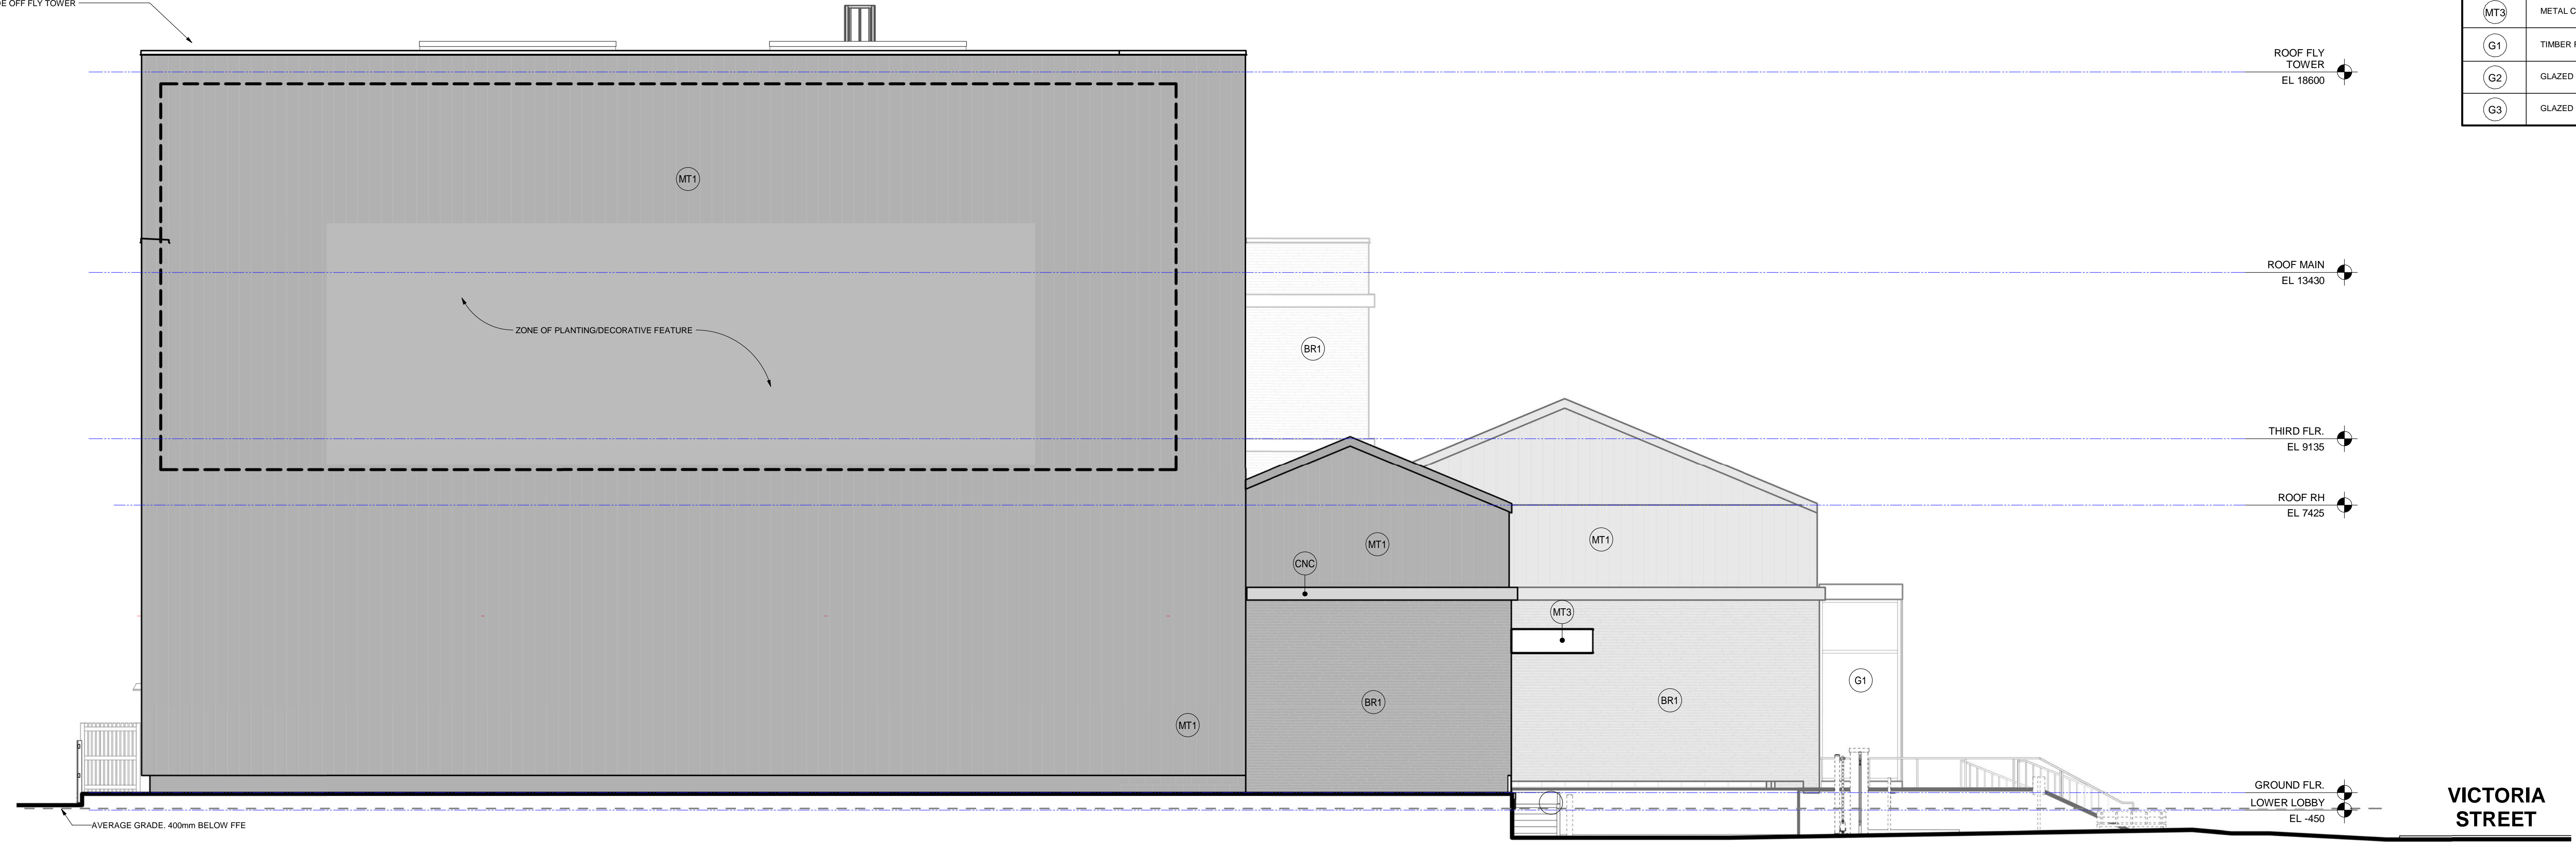 OFF FLY TOWER
MT3
METAL
G1
TIMBER
G2
GLAZED
G3
GLAZED
ROOF FLY
TOWER
EL 18600
MT1
ROOF MAIN
EL 13430
ZONE OF PLANTING/DECORATIVE FEATURE
BR1
THIRD FLR.
EL 9135
ROOF RH
EL 7425
MT1
MT1
CNC
MT3
G1
BR1
BR1
MT1
GROUND FLR.
LOWER LOBBY
EL -450
AVERAGE GRADE. 400mm BELOW FFE
VICTORIA
STREET